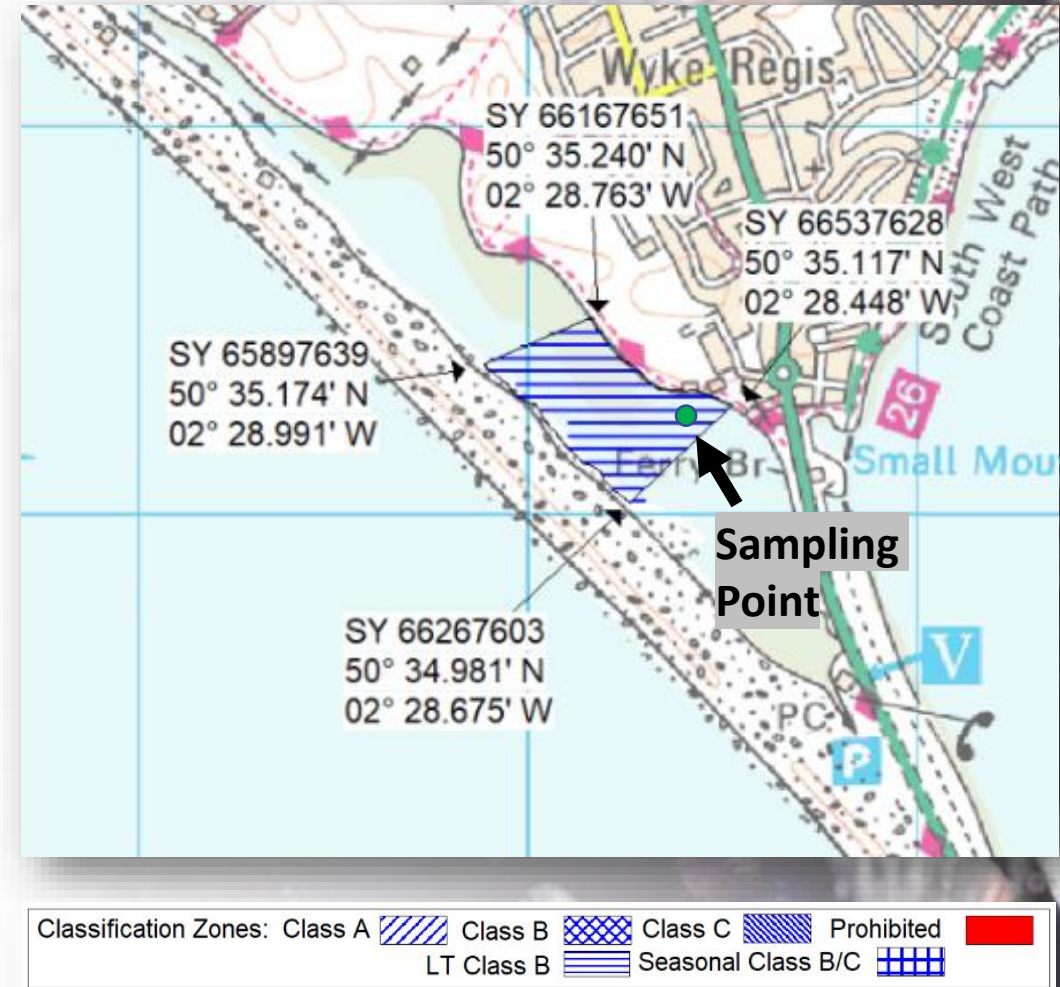 Wyke Regis
SY 66167651
50° 35.240' N
02° 28.763' W
SY 66537628
50° 35.117' N
02° 28.448' W
South West
Coast Path
SY 65897639
50° 35.174' N
02° 28.991' W
26
Ferry Br
Small Mou
Sampling
Point
SY 66267603
50° 34.981' N
02° 28.675' W
V
PC
P
Classification Zones: Class A Class B Class C Prohibited
LT Class B Seasonal Class B/C